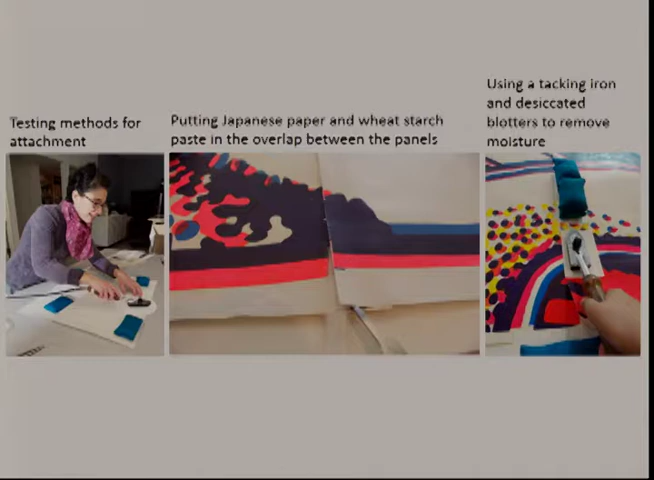 Testing methods for
attachment
Putting Japanese paper and wheat starch
paste in the overlap between the panels
Using a tacking iron
and desiccated
blotters to remove
moisture